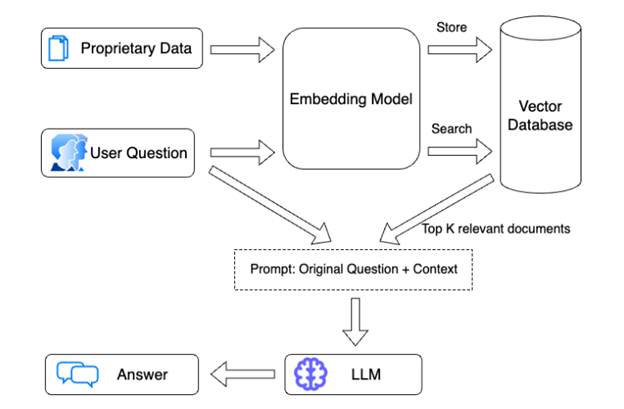 Proprietary Data
Store
Embedding Model
Vector
Database
User Question
Search
Top K relevant documents
Prompt: Original Question + Context
Answer
LLM